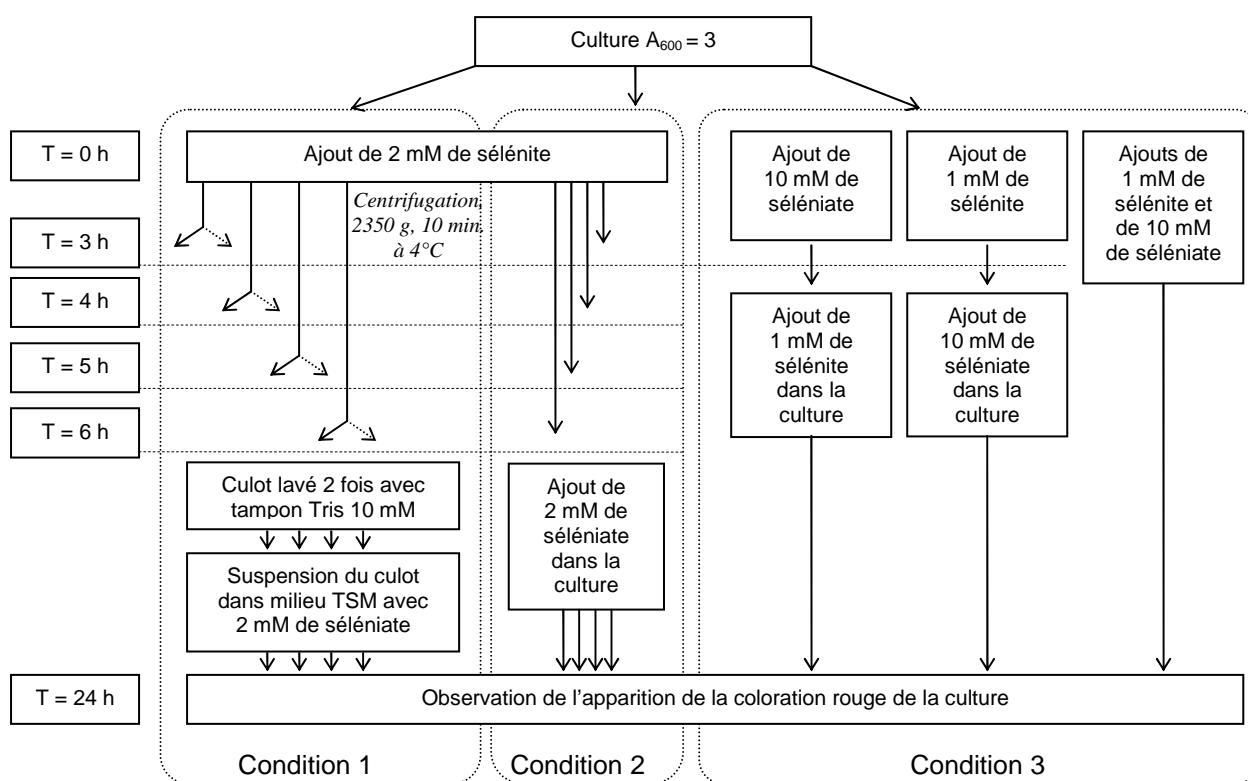 Culture A₆₀₀ = 3
T = 0 h
Ajout de 2 mM de sélénite
Centrifugation,
2350 g, 10 min,
à 4°C
Ajout de
10 mM de
séléniate
Ajout de
1 mM de
sélénite
Ajouts de
1 mM de
sélénite et
de 10 mM
de séléniate
T = 3 h
T = 4 h
T = 5 h
T = 6 h
Ajout de
1 mM de
sélénite
dans la
culture
Ajout de
10 mM de
séléniate
dans la
culture
Culot lavé 2 fois avec
tampon Tris 10 mM
Suspension du culot
dans milieu TSM avec
2 mM de séléniate
Ajout de
2 mM de
séléniate
dans la
culture
T = 24 h
Observation de l'apparition de la coloration rouge de la culture
Condition 1
Condition 2
Condition 3